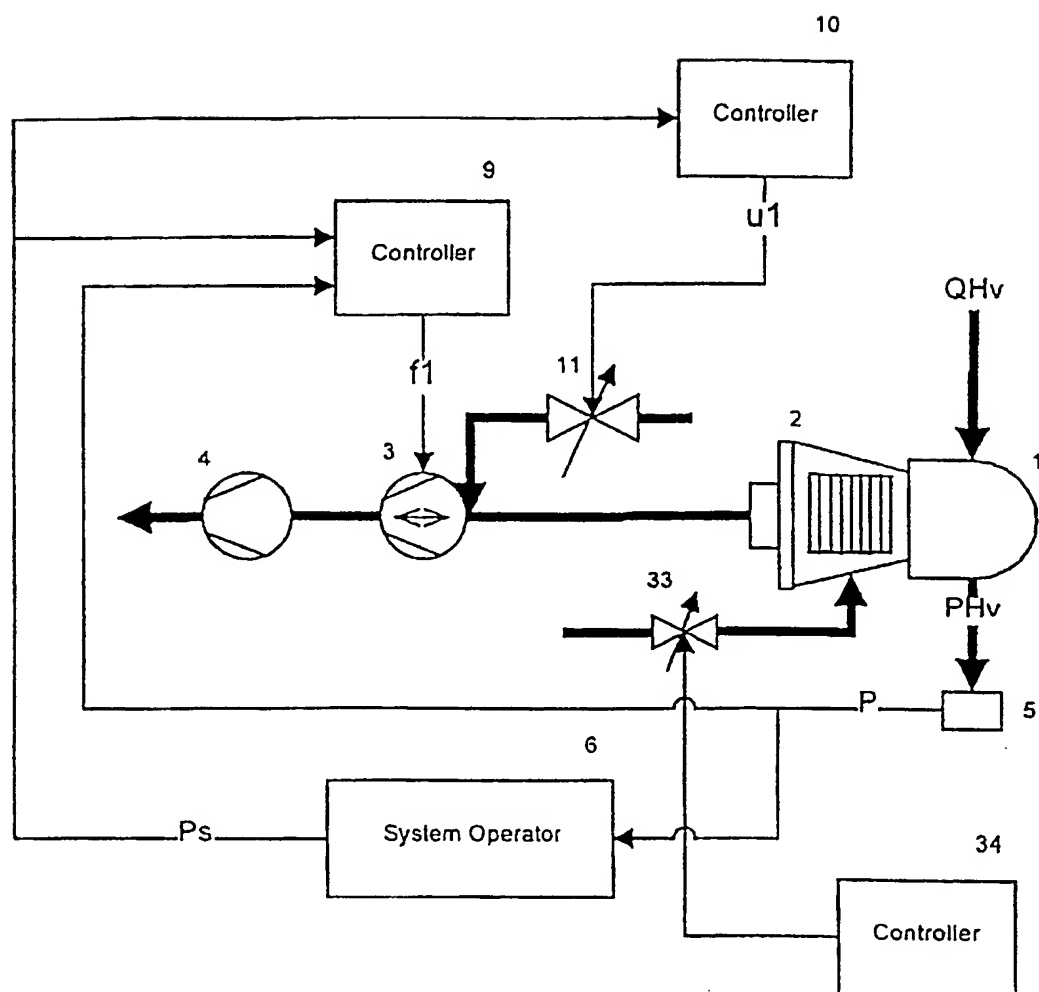 10
Controller
9
u1
Controller
QHv
f1
11
2
4
3
1
33
PHv
P
5
6
Ps
System Operator
34
Controller